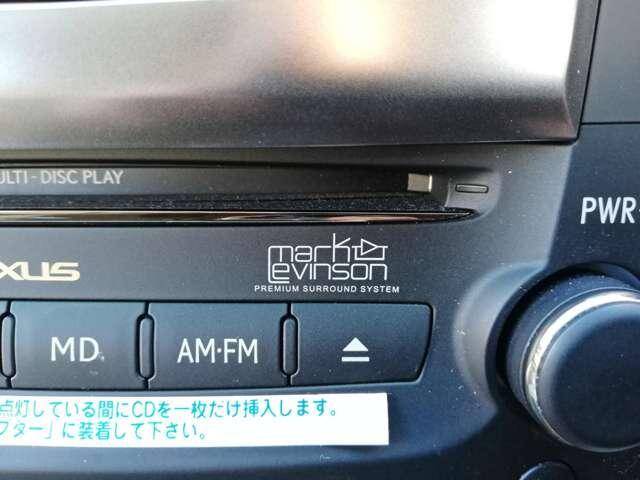 ULTI-DISC PLAY
PWR
XUS
mark
Levinson
PREMIUM SURROUND SYSTEM
MD
AM·FM
点灯している間にCDを一枚だけ挿入します。
フター」に装着して下さい。